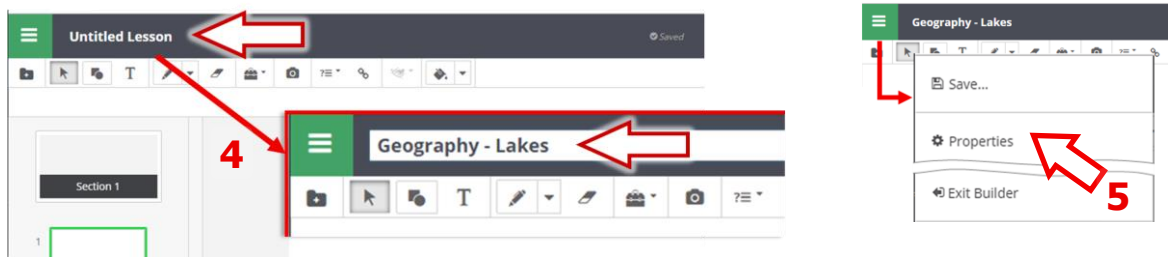 Untitled Lesson
Saved
T
?≡
Section 1
1
4
Geography - Lakes
T
?≡
Geography - Lakes
T
?≡
Save...
Properties
Exit Builder
5